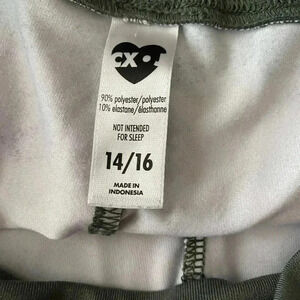 CXO
90% polyester/polyester
10% elastane/élasthanne
NOT INTENDED
FOR SLEEP
14/16
MADE IN
INDONESIA